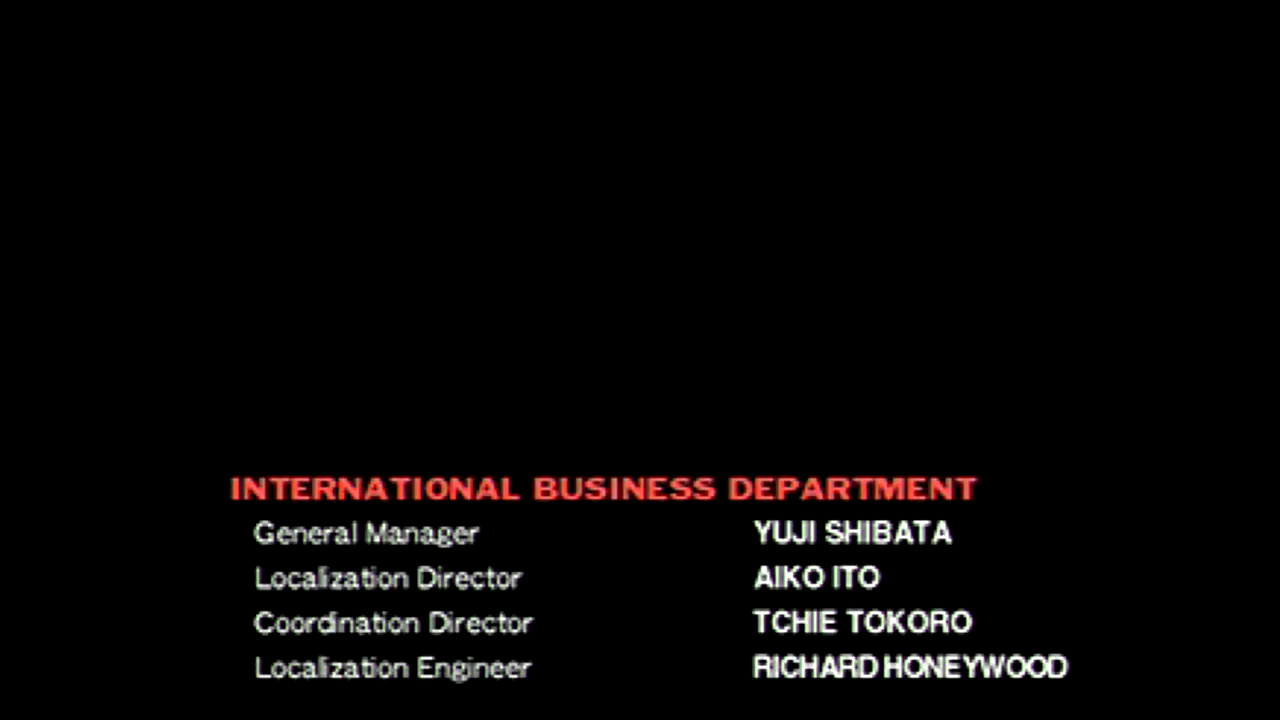 INTERNATIONAL BUSINESS DEPARTMENT
General Manager YUJI SHIBATA
Localization Director AIKO ITO
Coordination Director TCHIE TOKORO
Localization Engineer RICHARD HONEYWOOD